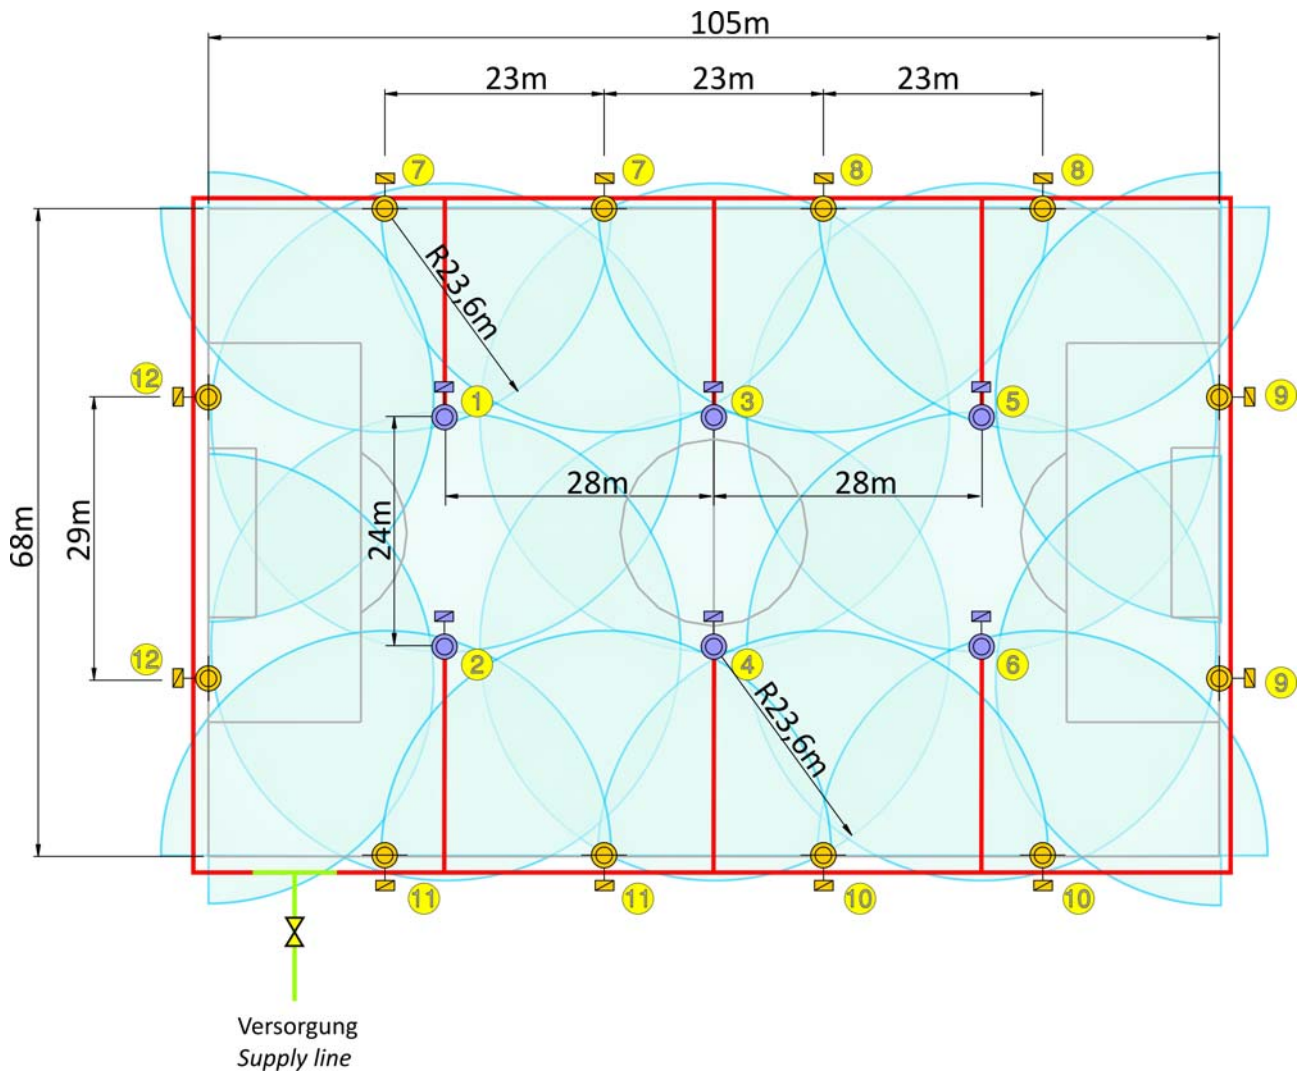 105m
23m 23m 23m
7 7 8 8
R23,6m
12 9
1 3 5
68m 29m 24m 28m 28m
12 9
2 4 6
R23,6m
11 11 10 10
Versorgung
Supply line